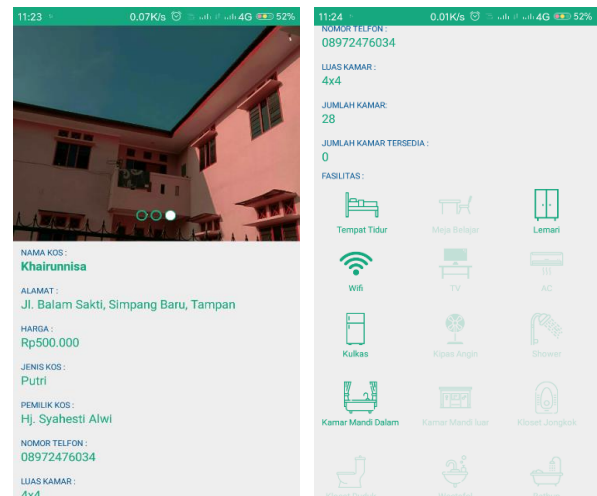 11:23
0.07K/s
4G
52%
NAMA KOS :
Khairunnisa
ALAMAT :
Jl. Balam Sakti, Simpang Baru, Tampan
HARGA :
Rp500.000
JENIS KOS :
Putri
PEMILIK KOS :
Hj. Syahesti Alwi
NOMOR TELFON :
08972476034
LUAS KAMAR :
4x4
11:24
0.01K/s
4G
52%
NOMOR TELFON :
08972476034
LUAS KAMAR :
4x4
JUMLAH KAMAR:
28
JUMLAH KAMAR TERSEDIA :
0
FASILITAS :
Tempat Tidur
Meja Belajar
Lemari
Wifi
TV
AC
Kulkas
Kipas Angin
Shower
Kamar Mandi Dalam
Kamar Mandi luar
Kloset Jongkok